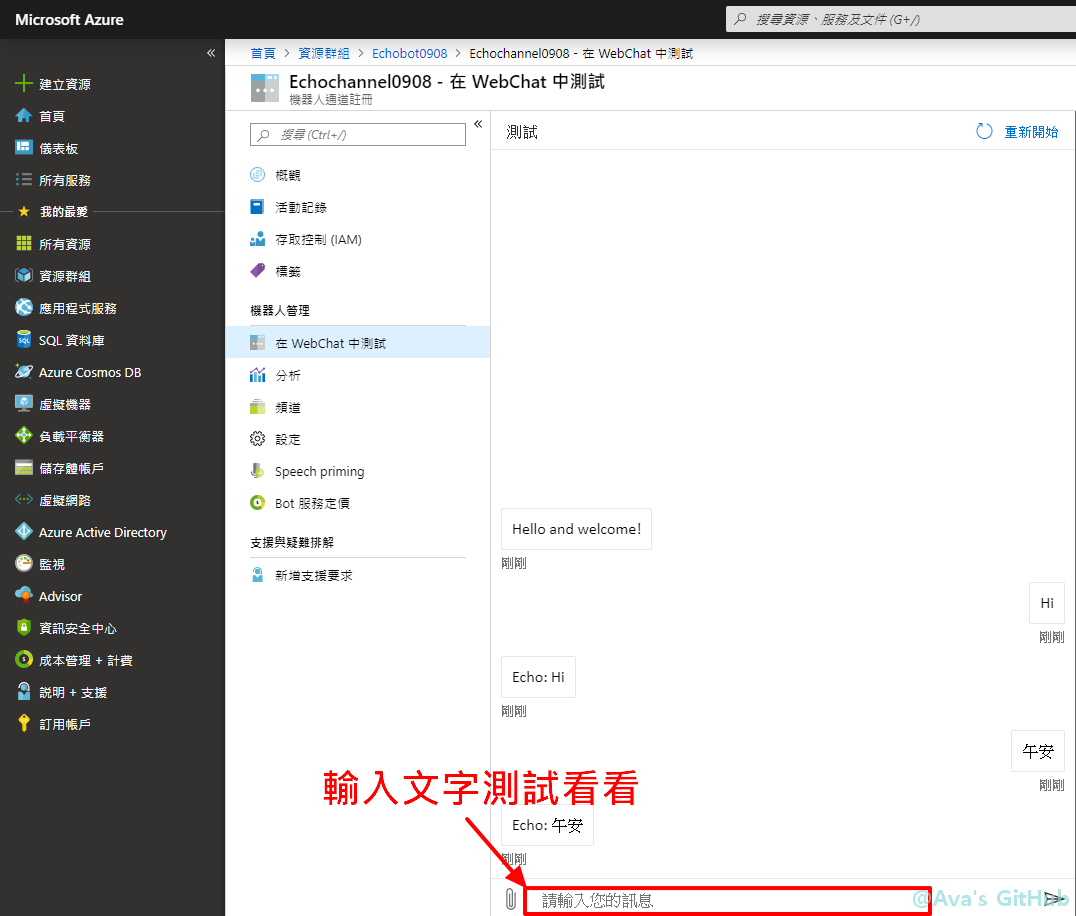 Microsoft Azure
搜尋資源、服務及文件 (G+/)
«
建立資源
首頁
儀表板
所有服務
我的最愛
所有資源
資源群組
應用程式服務
SQL 資料庫
Azure Cosmos DB
虛擬機器
負載平衡器
儲存體帳戶
虛擬網路
Azure Active Directory
監視
Advisor
資訊安全中心
成本管理 + 計費
說明 + 支援
訂用帳戶
首頁 > 資源群組 > Echobot0908 > Echochannel0908 - 在 WebChat 中測試
Echochannel0908 - 在 WebChat 中測試
機器人通道註冊
搜尋 (Ctrl+/)
«
概觀
活動記錄
存取控制 (IAM)
標籤
機器人管理
在 WebChat 中測試
分析
頻道
設定
Speech priming
Bot 服務定價
支援與疑難排解
新增支援要求
測試
重新開始
Hello and welcome!
剛剛
Hi
剛剛
Echo: Hi
剛剛
午安
剛剛
輸入文字測試看看
Echo: 午安
剛剛
請輸入您的訊息
@Ava's GitHub